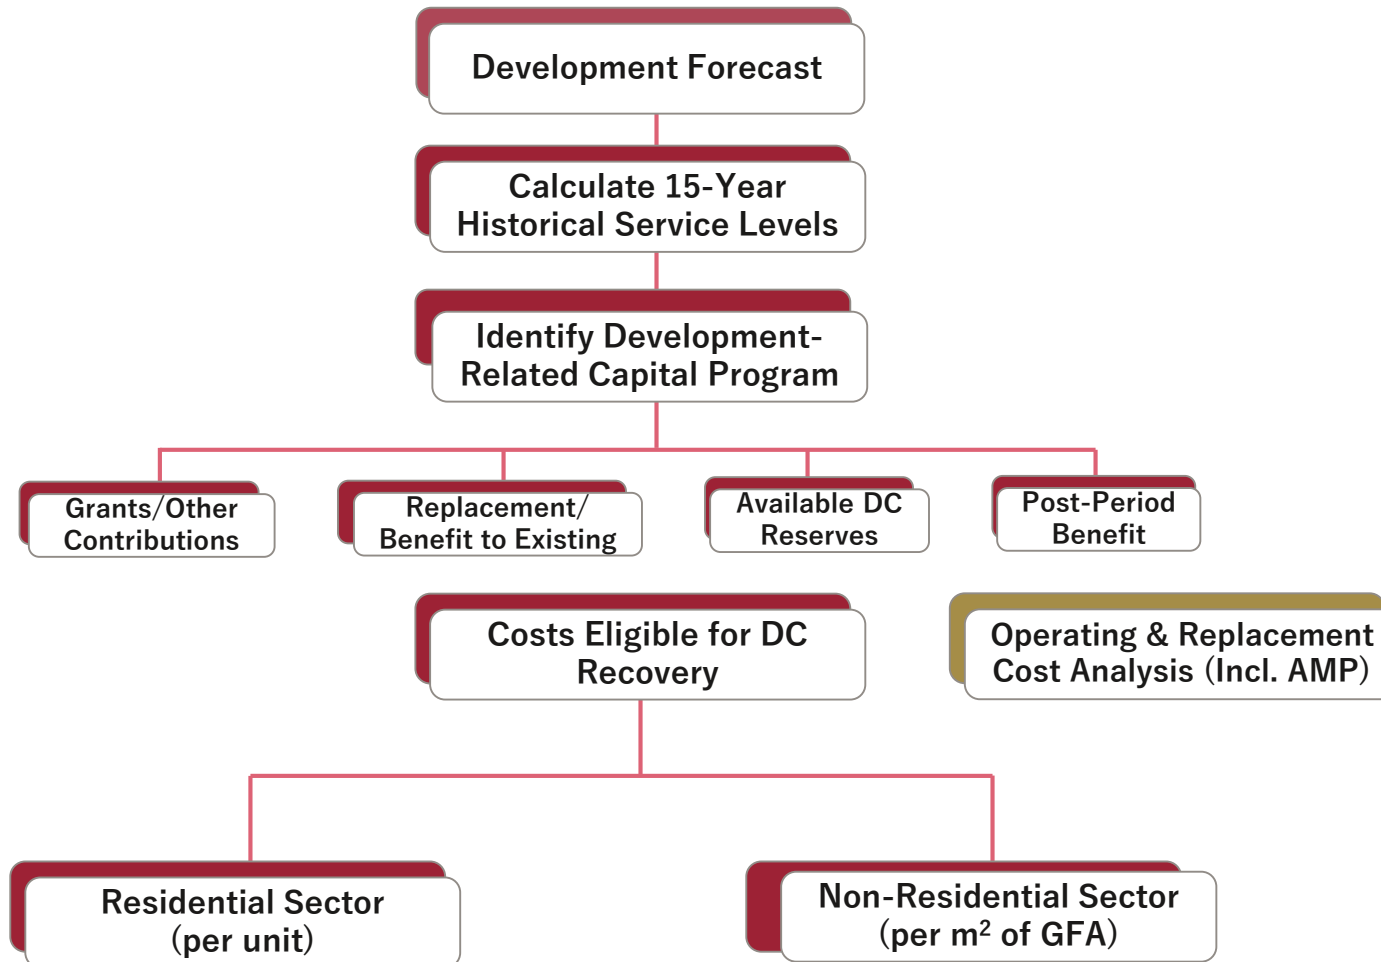 Development Forecast
Calculate 15-Year
Historical Service Levels
Identify Development-
Related Capital Program
Grants/Other
Contributions
Replacement/
Benefit to Existing
Available DC
Reserves
Post-Period
Benefit
Costs Eligible for DC
Recovery
Operating & Replacement
Cost Analysis (Incl. AMP)
Residential Sector
(per unit)
Non-Residential Sector
(per m² of GFA)